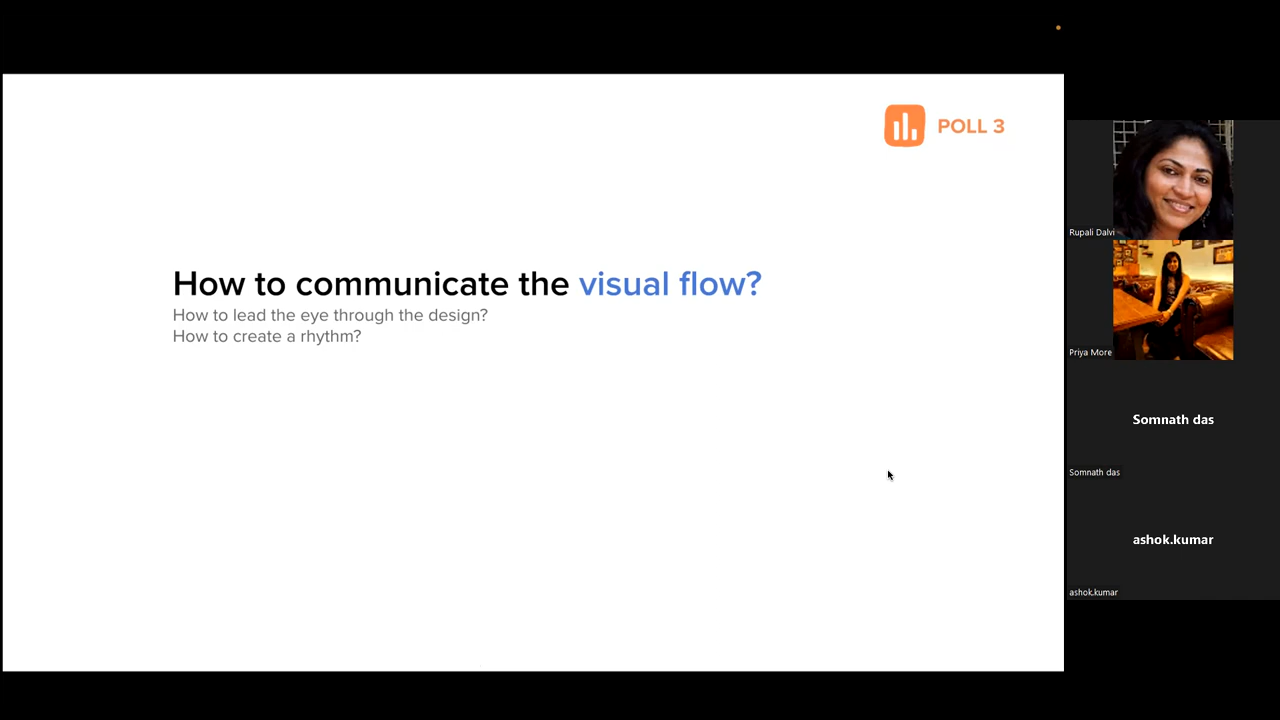 POLL 3
How to communicate the visual flow?
How to lead the eye through the design?
How to create a rhythm?
Rupali Dalvi
Priya More
Somnath das
Somnath das
ashok.kumar
ashok.kumar